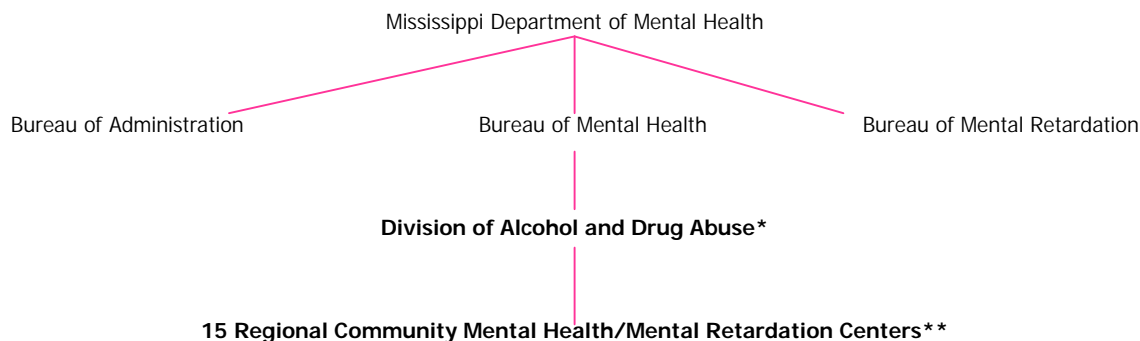 Mississippi Department of Mental Health
Bureau of Administration
Bureau of Mental Health
Bureau of Mental Retardation
Division of Alcohol and Drug Abuse*
15 Regional Community Mental Health/Mental Retardation Centers**